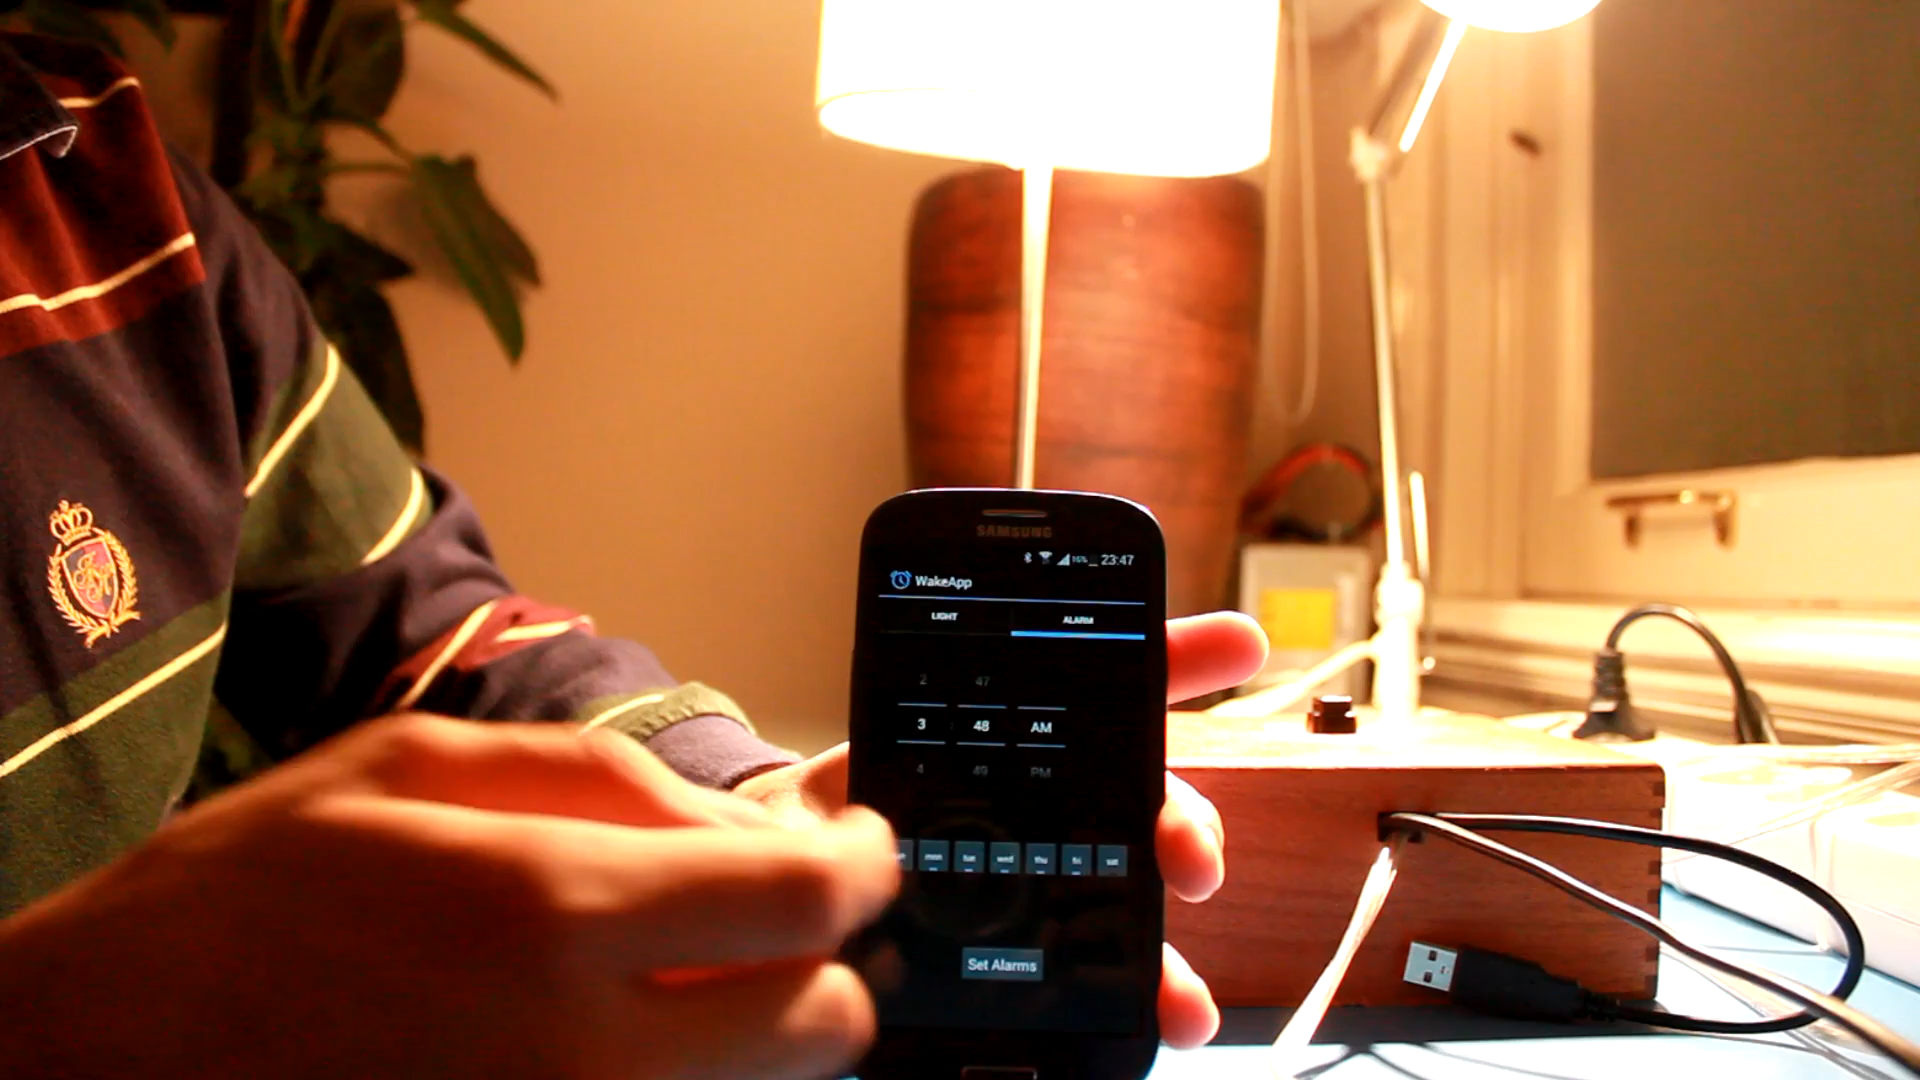 SAMSUNG
16% 23:47
WakeApp
LIGHT ALARM
2 47
3 : 48 AM
4 49 PM
mon tue wed thu fri sat
Set Alarms